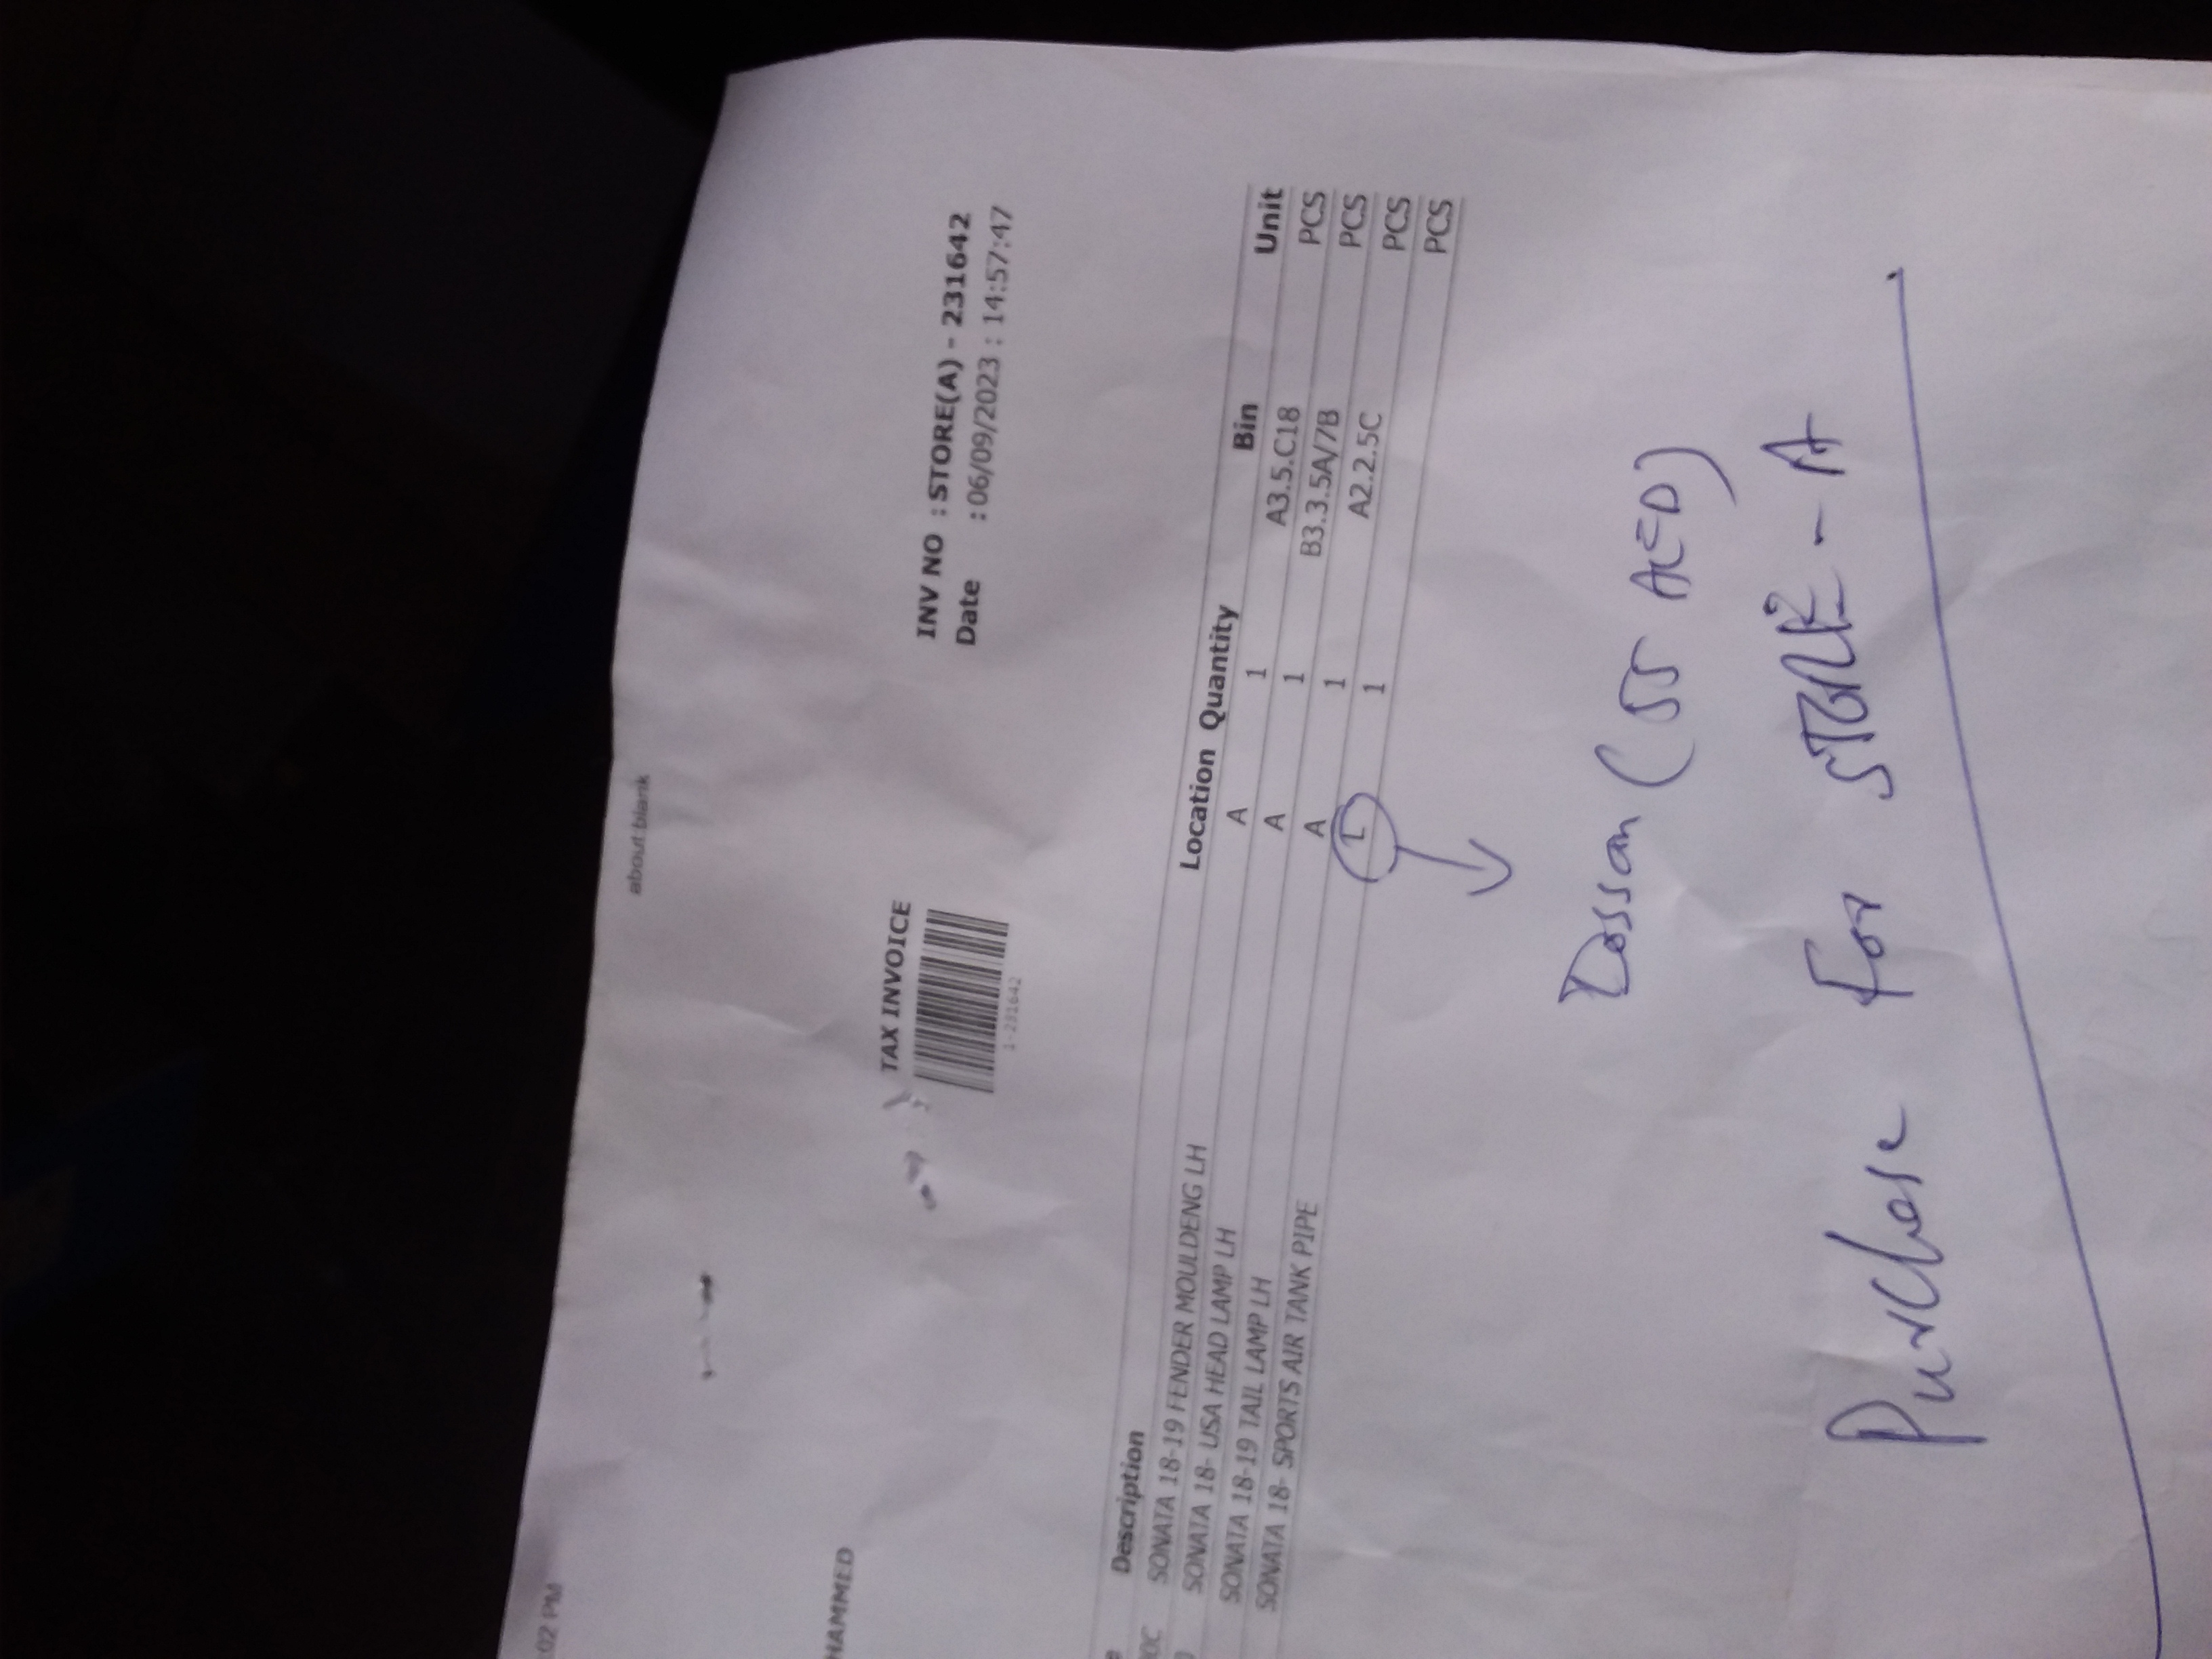 02 PM
about:blank
HAMMED
TAX INVOICE
INV NO : STORE(A) - 231642
Date : 06/09/2023 : 14:57:47
1-231642
Description Location Quantity Bin Unit
SONATA 18-19 FENDER MOULDENG LH A 1 A3.5.C18 PCS
SONATA 18- USA HEAD LAMP LH A 1 B3.3.5A/7B PCS
SONATA 18-19 TAIL LAMP LH A 1 A2.2.5C PCS
SONATA 18- SPORTS AIR TANK PIPE L 1 PCS
(55 AED)
Purchase for STORE - A